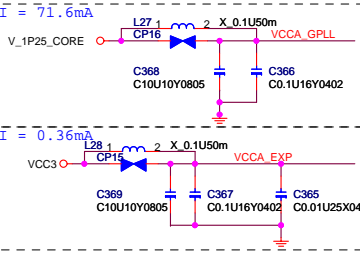 I = 71.6mA
L27 1 2 X_0.1U50m
V_1P25_CORE CP16 VCCA_GPLL
C368 C366
C10U10Y0805 C0.1U16Y0402
I = 0.36mA
L28 1 2 X_0.1U50m
VCC3 CP15 VCCA_EXP
C369 C367 C365
C10U10Y0805 C0.1U16Y0402 C0.01U25X04